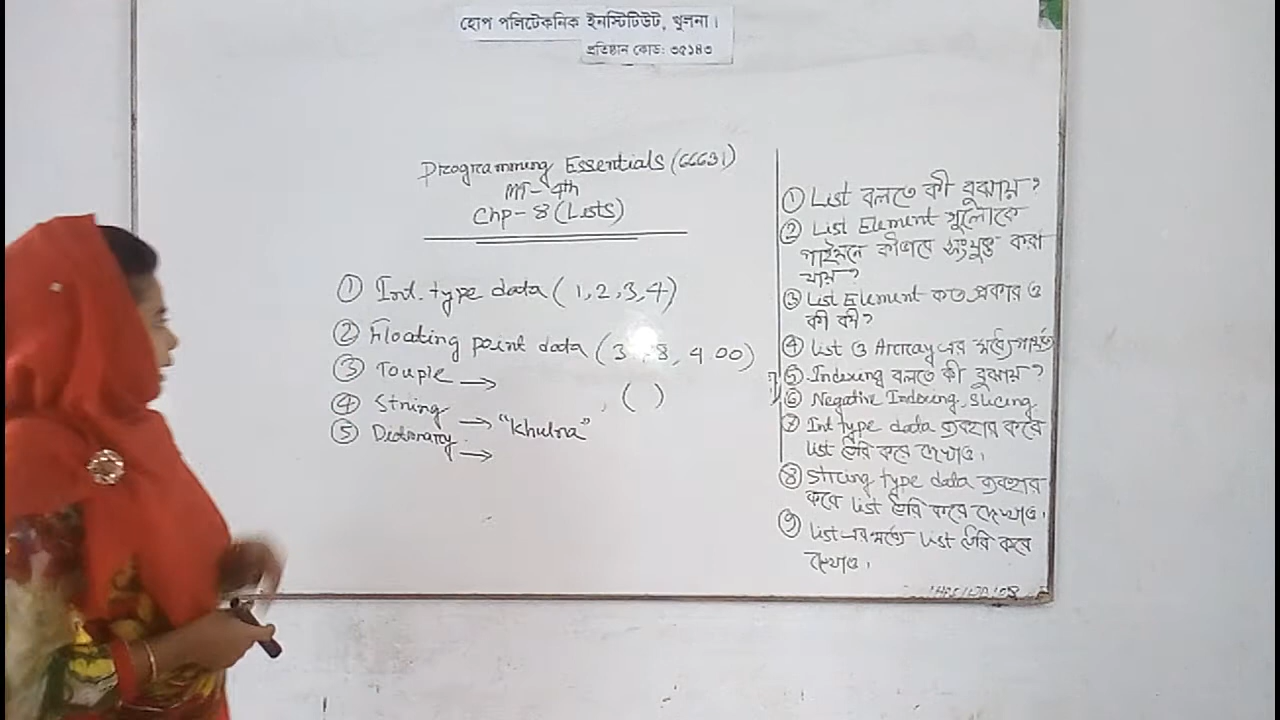 হোপ পলিটেকনিক ইনস্টিটিউট, খুলনা।
প্রতিষ্ঠান কোড: ৩৫১৪৩
Programming Essentials (66631)
MT-4th
Chp-8 (Lists)
① Int. type data (1,2,3,4)
② Floating point data (3 8, 4.00)
③ Touple →
, ( )
④ String → "Khulna"
⑤ Dictionary →
① List বলতে কী বুঝায়?
② List Element গুলোকে
পাইথনে কীভাবে সংযুক্ত করা
যায়?
③ List Element কত প্রকার ও
কী কী?
④ List ও Array এর মধ্যে পার্থক্য
⑤ Indexing বলতে কী বুঝায়?
⑥ Negative Indexing, Slicing
⑦ Int type data ব্যবহার করে
list তৈরি করে দেখাও।
⑧ String type data ব্যবহার
করে list তৈরি করে দেখাও।
⑨ list এর মধ্যে list তৈরি করে
দেখাও।